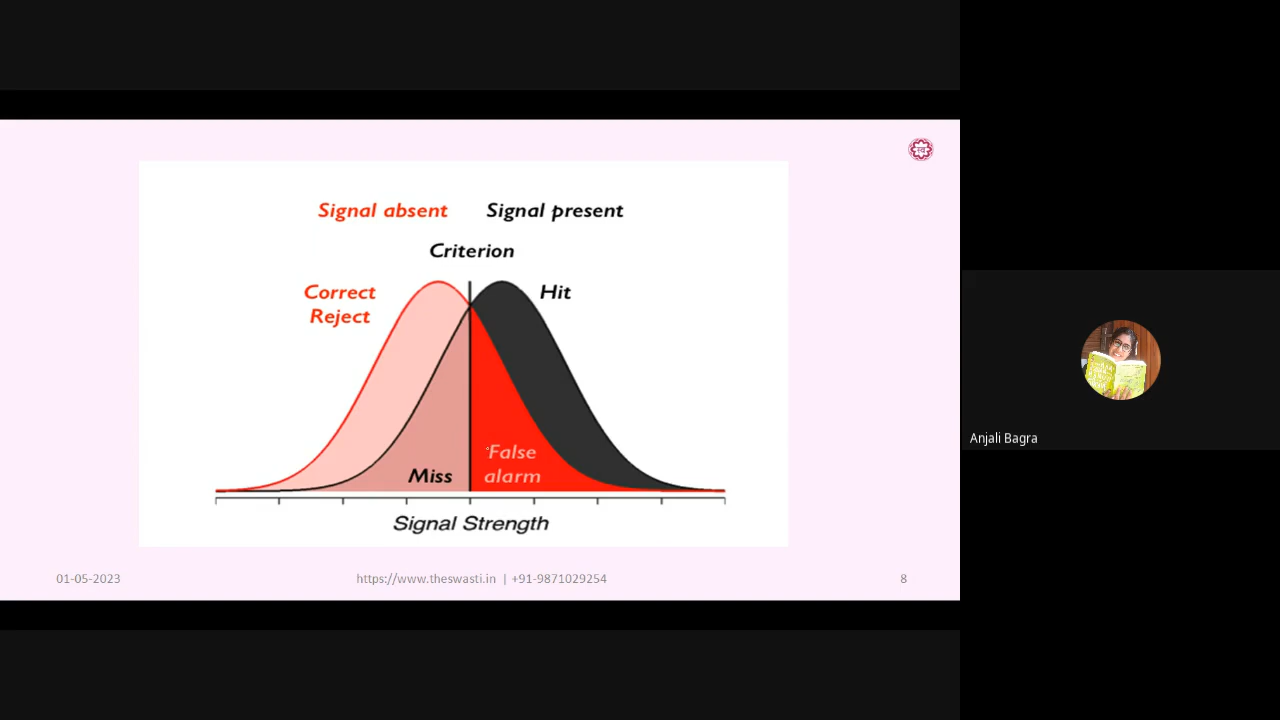 Signal absent Signal present
Criterion
Correct
Reject
Hit
False
alarm
Miss
Signal Strength
01-05-2023 https://www.theswasti.in | +91-9871029254 8
Anjali Bagra